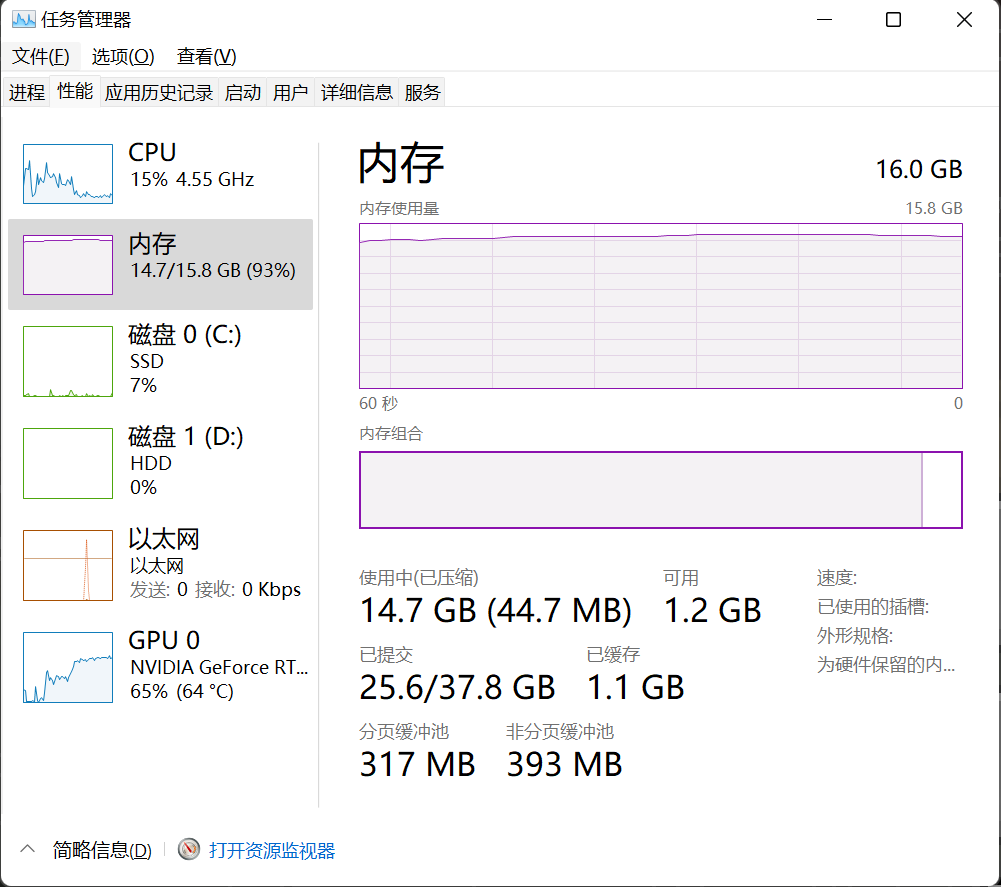 任务管理器
文件(F) 选项(O) 查看(V)
进程 性能 应用历史记录 启动 用户 详细信息 服务
CPU
15% 4.55 GHz
内存
14.7/15.8 GB (93%)
磁盘 0 (C:)
SSD
7%
磁盘 1 (D:)
HDD
0%
以太网
以太网
发送: 0 接收: 0 Kbps
GPU 0
NVIDIA GeForce RT...
65% (64 °C)
内存
16.0 GB
内存使用量
15.8 GB
60 秒
0
内存组合
使用中(已压缩)
14.7 GB (44.7 MB)
可用
1.2 GB
已提交
25.6/37.8 GB
已缓存
1.1 GB
分页缓冲池
317 MB
非分页缓冲池
393 MB
速度:
已使用的插槽:
外形规格:
为硬件保留的内...
简略信息(D)
打开资源监视器